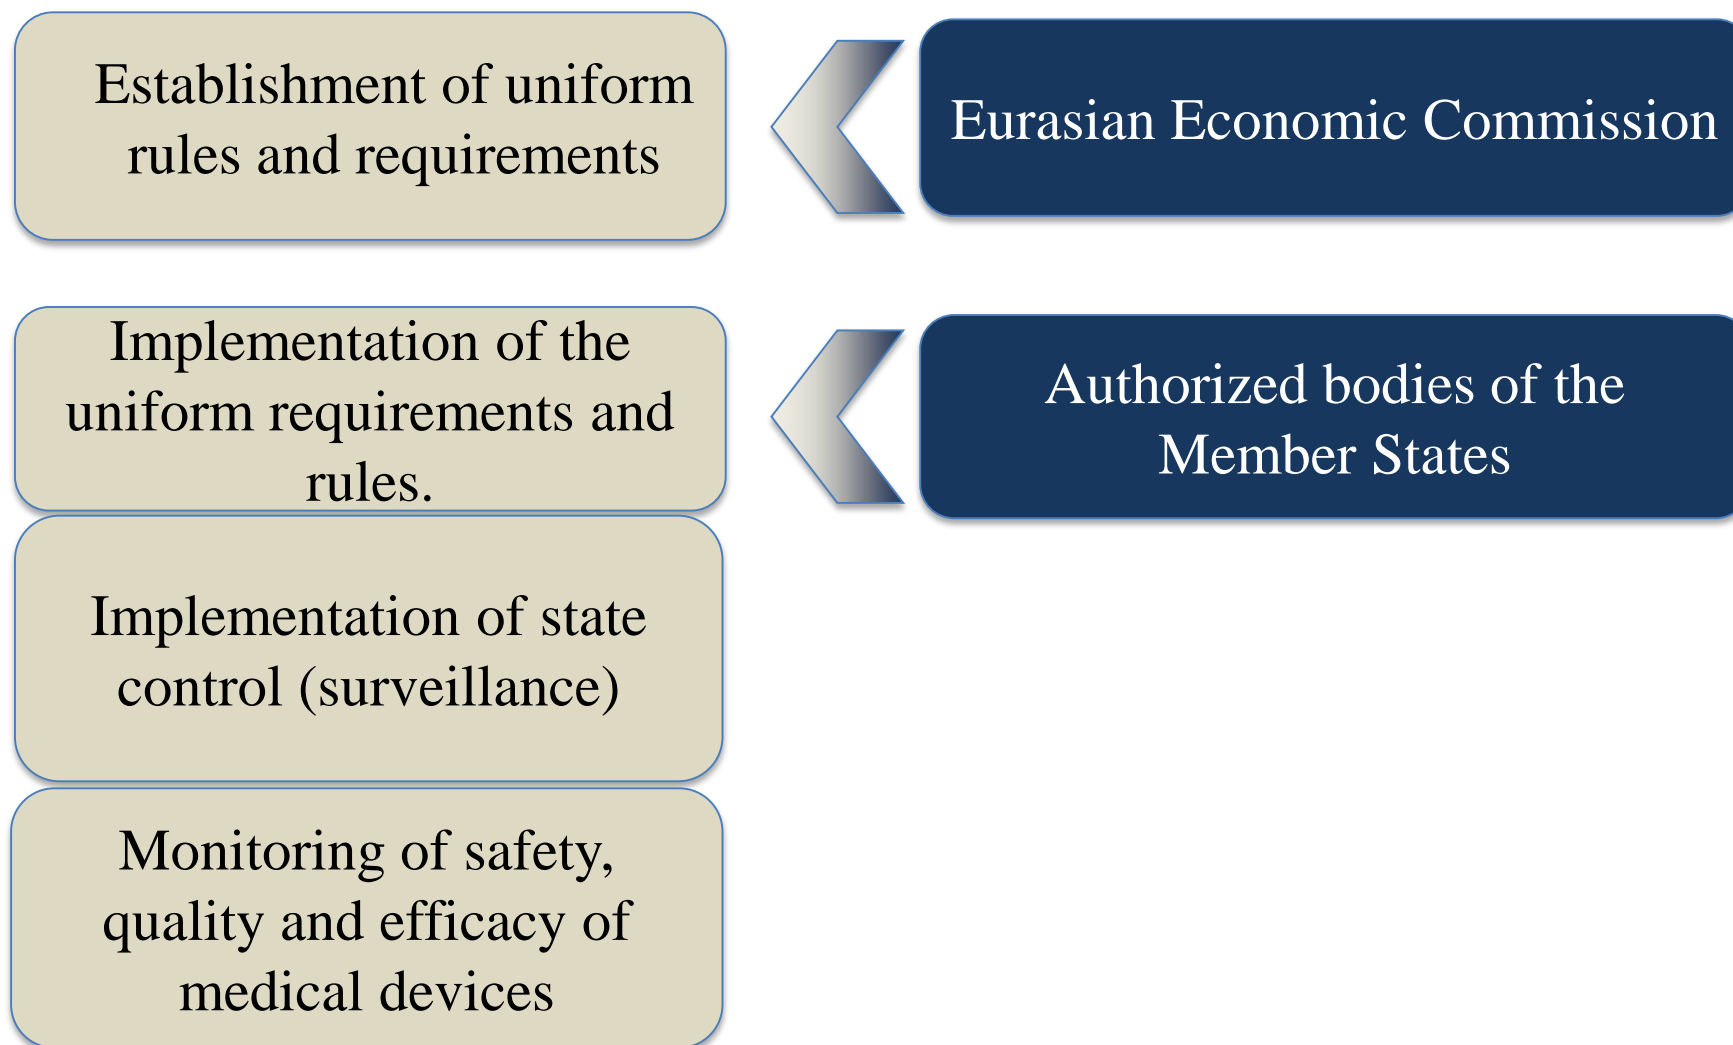 Establishment of uniform
rules and requirements
Eurasian Economic Commission
Implementation of the
uniform requirements and
rules.
Authorized bodies of the
Member States
Implementation of state
control (surveillance)
Monitoring of safety,
quality and efficacy of
medical devices